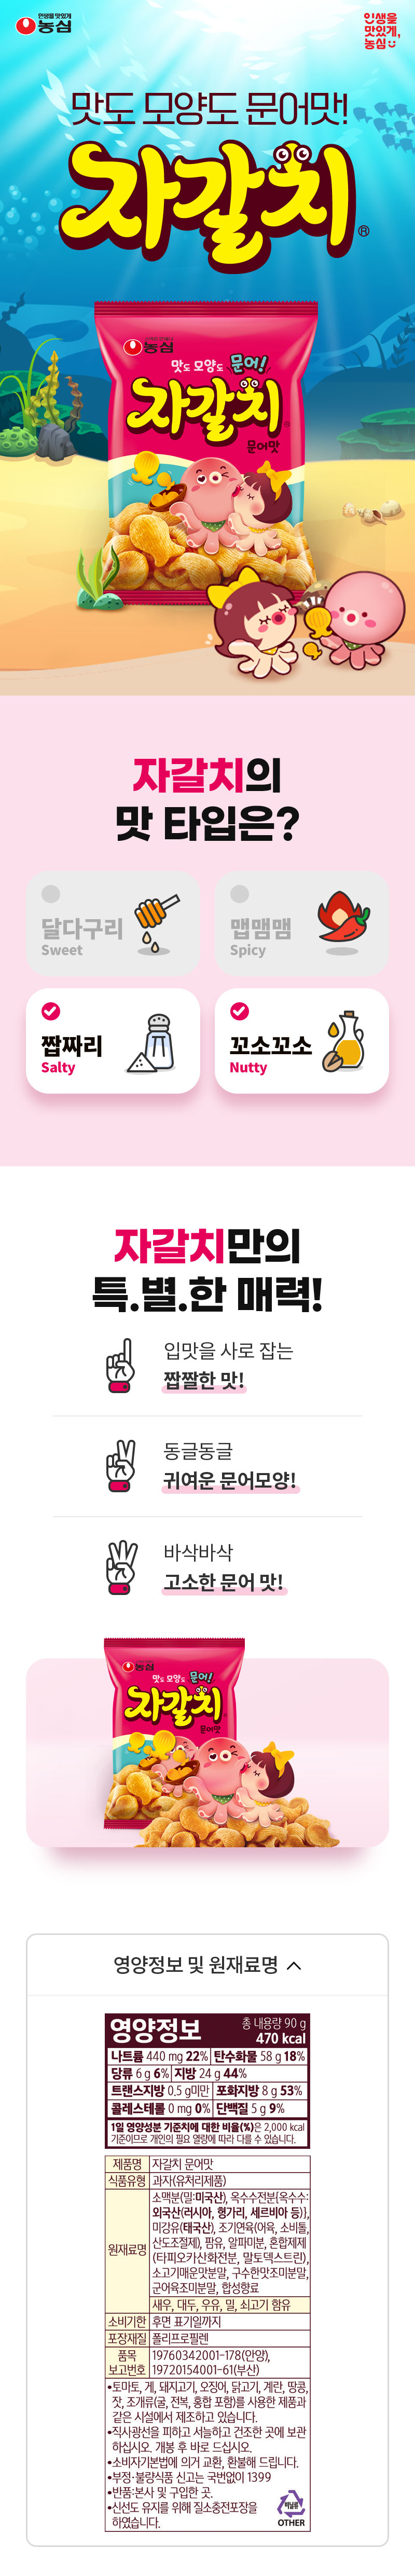 인생을 맛있게
농심
인생을
맛있게,
농심
맛도 모양도 문어맛!
자갈치
농심
맛도 모양도 문어!
자갈치
문어맛
자갈치의
맛 타입은?
달다구리
Sweet
맵맴맴
Spicy
짭짜리
Salty
꼬소꼬소
Nutty
자갈치만의
특.별.한 매력!
입맛을 사로 잡는
짭짤한 맛!
동글동글
귀여운 문어모양!
바삭바삭
고소한 문어 맛!
농심
맛도 모양도 문어!
자갈치
문어맛
영양정보 및 원재료명
영양정보
총 내용량 90 g
470 kcal
나트륨 440 mg 22% 탄수화물 58 g 18%
당류 6 g 6% 지방 24 g 44%
트랜스지방 0.5 g미만 포화지방 8 g 53%
콜레스테롤 0 mg 0% 단백질 5 g 9%
1일 영양성분 기준치에 대한 비율(%)은 2,000 kcal
기준이므로 개인의 필요 열량에 따라 다를 수 있습니다.
제품명 자갈치 문어맛
식품유형 과자(유처리제품)
원재료명
소맥분(밀:미국산), 옥수수전분{옥수수:
외국산(러시아, 헝가리, 세르비아 등)},
미강유(태국산), 조기연육(어육, 소비톨,
산도조절제), 팜유, 알파미분, 혼합제제
(타피오카산화전분, 말토덱스트린),
소고기매운맛분말, 구수한맛조미분말,
군어육조미분말, 합성향료
새우, 대두, 우유, 밀, 쇠고기 함유
소비기한 후면 표기일까지
포장재질 폴리프로필렌
품목
보고번호
19760342001-178(안양),
19720154001-61(부산)
•토마토, 게, 돼지고기, 오징어, 닭고기, 계란, 땅콩,
잣, 조개류(굴, 전복, 홍합 포함)를 사용한 제품과
같은 시설에서 제조하고 있습니다.
•직사광선을 피하고 서늘하고 건조한 곳에 보관
하십시오. 개봉 후 바로 드십시오.
•소비자기본법에 의거 교환, 환불해 드립니다.
•부정·불량식품 신고는 국번없이 1399
•반품:본사 및 구입한 곳.
•신선도 유지를 위해 질소충전포장을
하였습니다.
비닐류
OTHER